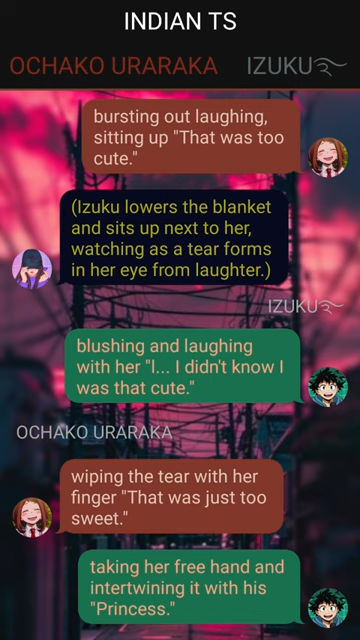 INDIAN TS
OCHAKO URARAKA IZUKU࿐
bursting out laughing,
sitting up "That was too
cute."
(Izuku lowers the blanket
and sits up next to her,
watching as a tear forms
in her eye from laughter.)
IZUKU࿐
blushing and laughing
with her "I... I didn't know I
was that cute."
OCHAKO URARAKA
wiping the tear with her
finger "That was just too
sweet."
taking her free hand and
intertwining it with his
"Princess."